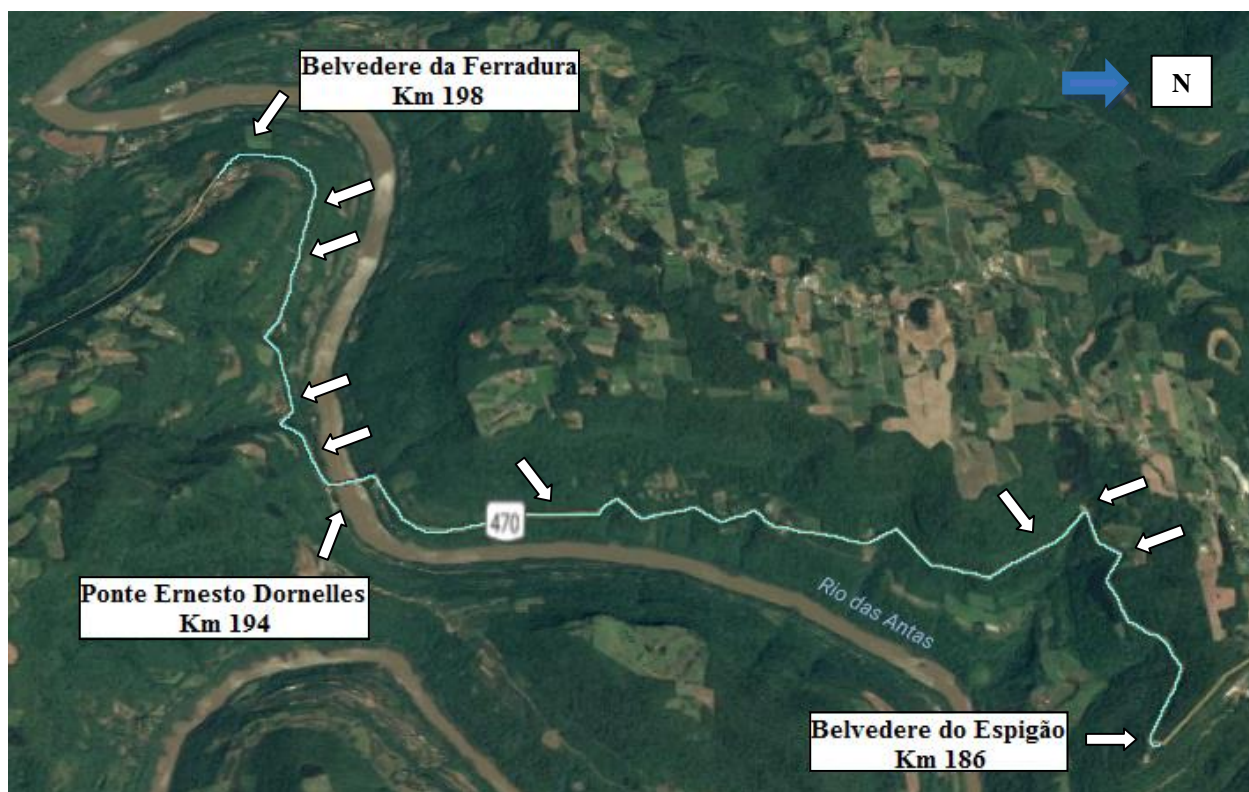 Belvedere da Ferradura
Km 198
N
470
Ponte Ernesto Dornelles
Km 194
Rio das Antas
Belvedere do Espigão
Km 186